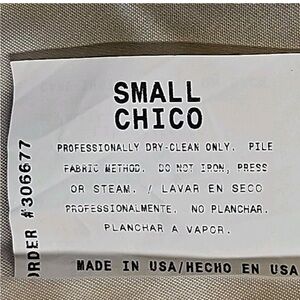 SMALL
CHICO
PROFESSIONALLY DRY-CLEAN ONLY. PILE
FABRIC METHOD. DO NOT IRON, PRESS
OR STEAM. / LAVAR EN SECO
PROFESIONALMENTE. NO PLANCHAR.
PLANCHAR A VAPOR.
MADE IN USA/HECHO EN USA
ORDER #306677